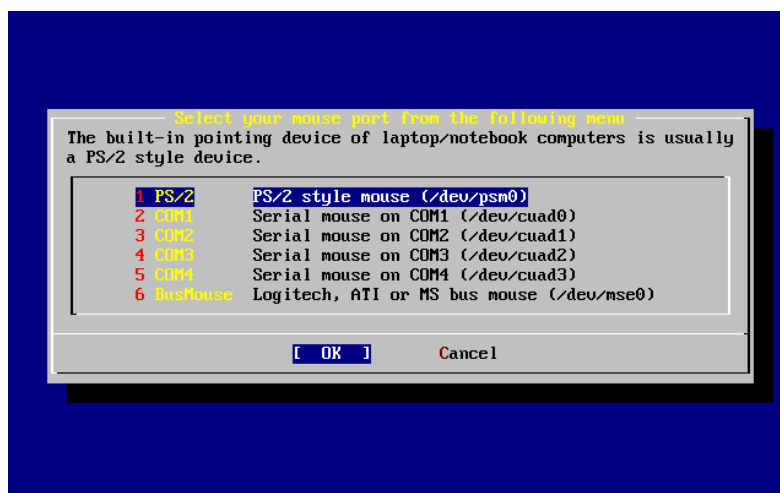 Select your mouse port from the following menu
The built-in pointing device of laptop/notebook computers is usually
a PS/2 style device.
1 PS/2 PS/2 style mouse (/dev/psm0)
2 COM1 Serial mouse on COM1 (/dev/cuad0)
3 COM2 Serial mouse on COM2 (/dev/cuad1)
4 COM3 Serial mouse on COM3 (/dev/cuad2)
5 COM4 Serial mouse on COM4 (/dev/cuad3)
6 BusMouse Logitech, ATI or MS bus mouse (/dev/mse0)
[ OK ] Cancel